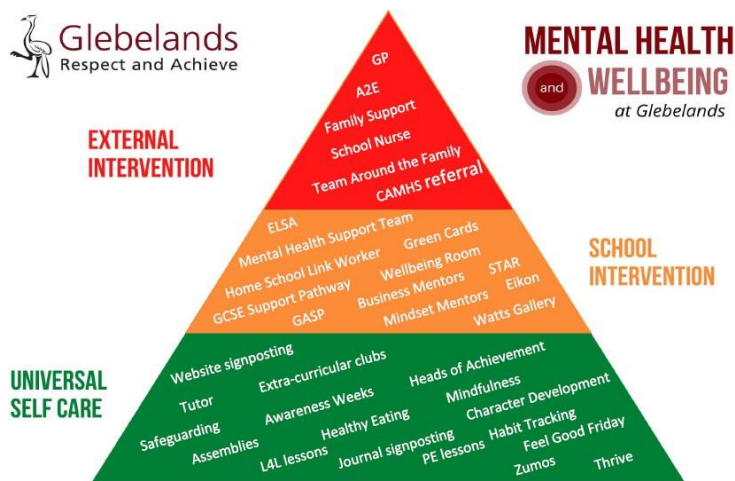 Glebelands
Respect and Achieve
MENTAL HEALTH
and WELLBEING
at Glebelands
EXTERNAL
INTERVENTION
GP
A2E
Family Support
School Nurse
Team Around the Family
CAMHS referral
SCHOOL
INTERVENTION
ELSA
Mental Health Support Team
Green Cards
Home School Link Worker
Wellbeing Room
STAR
GCSE Support Pathway
Business Mentors
Eikon
GASP
Mindset Mentors
Watts Gallery
UNIVERSAL
SELF CARE
Website signposting
Extra-curricular clubs
Heads of Achievement
Tutor
Awareness Weeks
Mindfulness
Character Development
Safeguarding
Healthy Eating
Habit Tracking
Assemblies
Journal signposting
Feel Good Friday
L4L lessons
PE lessons
Zumos
Thrive